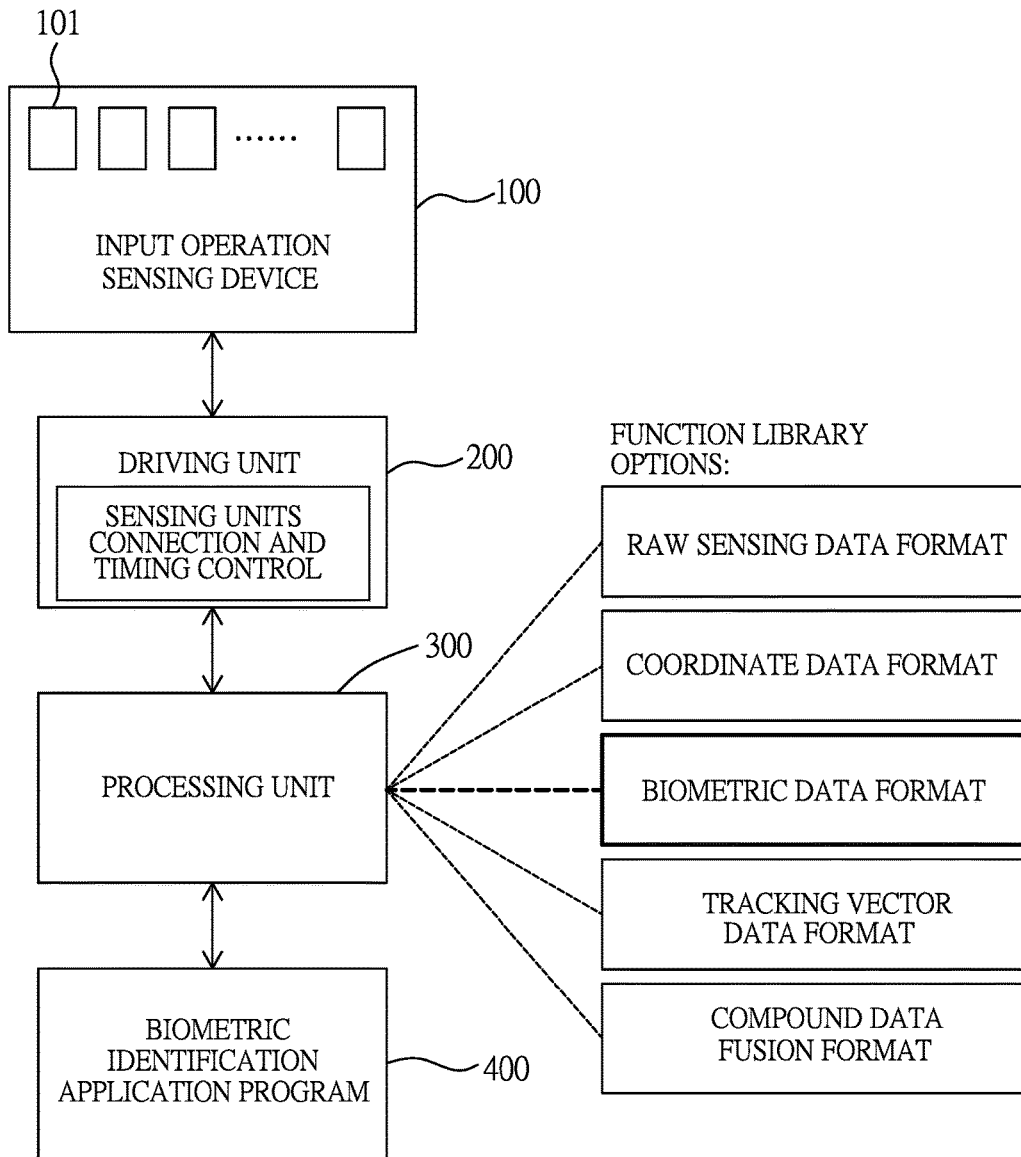 101
......
100
INPUT OPERATION
SENSING DEVICE
DRIVING UNIT
200
SENSING UNITS
CONNECTION AND
TIMING CONTROL
300
PROCESSING UNIT
BIOMETRIC
IDENTIFICATION
APPLICATION PROGRAM
400
FUNCTION LIBRARY
OPTIONS:
RAW SENSING DATA FORMAT
COORDINATE DATA FORMAT
BIOMETRIC DATA FORMAT
TRACKING VECTOR
DATA FORMAT
COMPOUND DATA
FUSION FORMAT